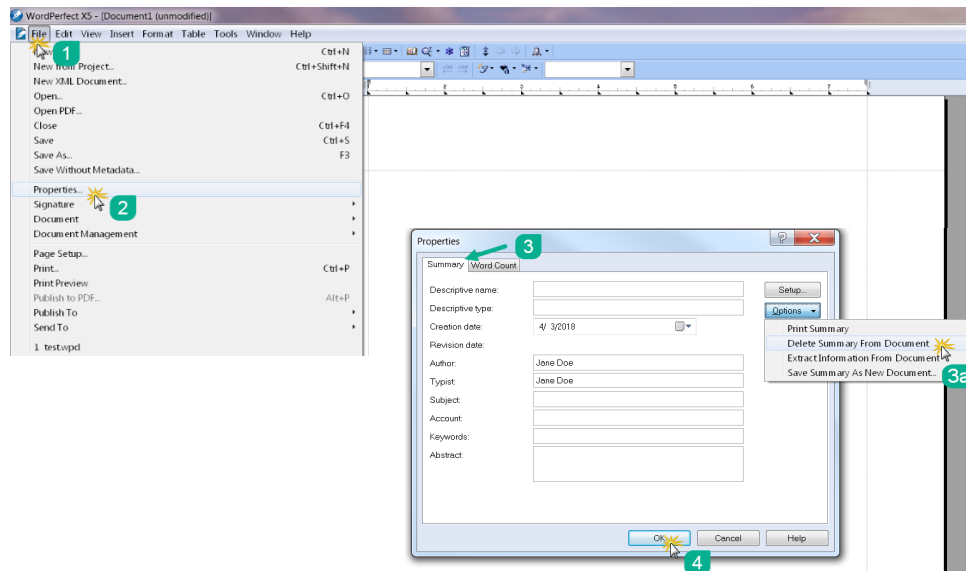 WordPerfect X5 - [Document1 (unmodified)]
File Edit View Insert Format Table Tools Window Help
1
Ctrl+N
New from Project... Ctrl+Shift+N
New XML Document...
Open... Ctrl+O
Open PDF...
Close Ctrl+F4
Save Ctrl+S
Save As... F3
Save Without Metadata...
Properties...
2
Signature
Document
Document Management
Page Setup...
Print... Ctrl+P
Print Preview
Publish to PDF... Alt+P
Publish To
Send To
1 test.wpd
Properties
3
Summary Word Count
Descriptive name: Setup...
Descriptive type: Options
Creation date: 4/ 3/2018
Revision date:
Author: Jane Doe
Typist: Jane Doe
Subject:
Account:
Keywords:
Abstract:
Print Summary
Delete Summary From Document
Extract Information From Document
Save Summary As New Document...
3a
OK Cancel Help
4